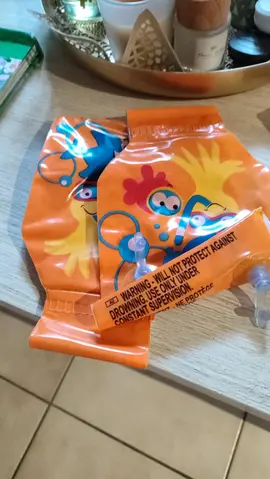 WARNING - WILL NOT PROTECT AGAINST
DROWNING. USE ONLY UNDER
CONSTANT SUPERVISION.